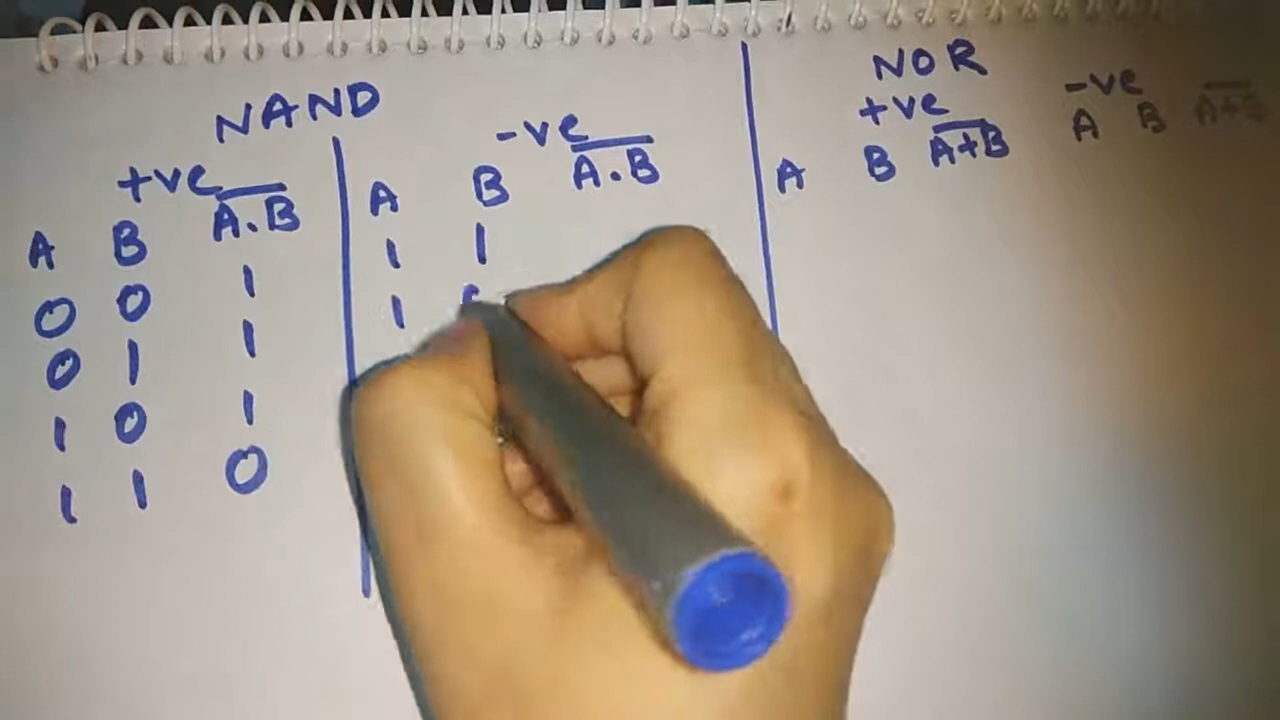 NAND
+ve
A B A̅.̅B̅
0 0 1
0 1 1
1 0 1
1 1 0
-ve
A B A̅.̅B̅
1 1
1
NOR
+ve
A B A̅+̅B̅
-ve
A B A̅+̅B̅